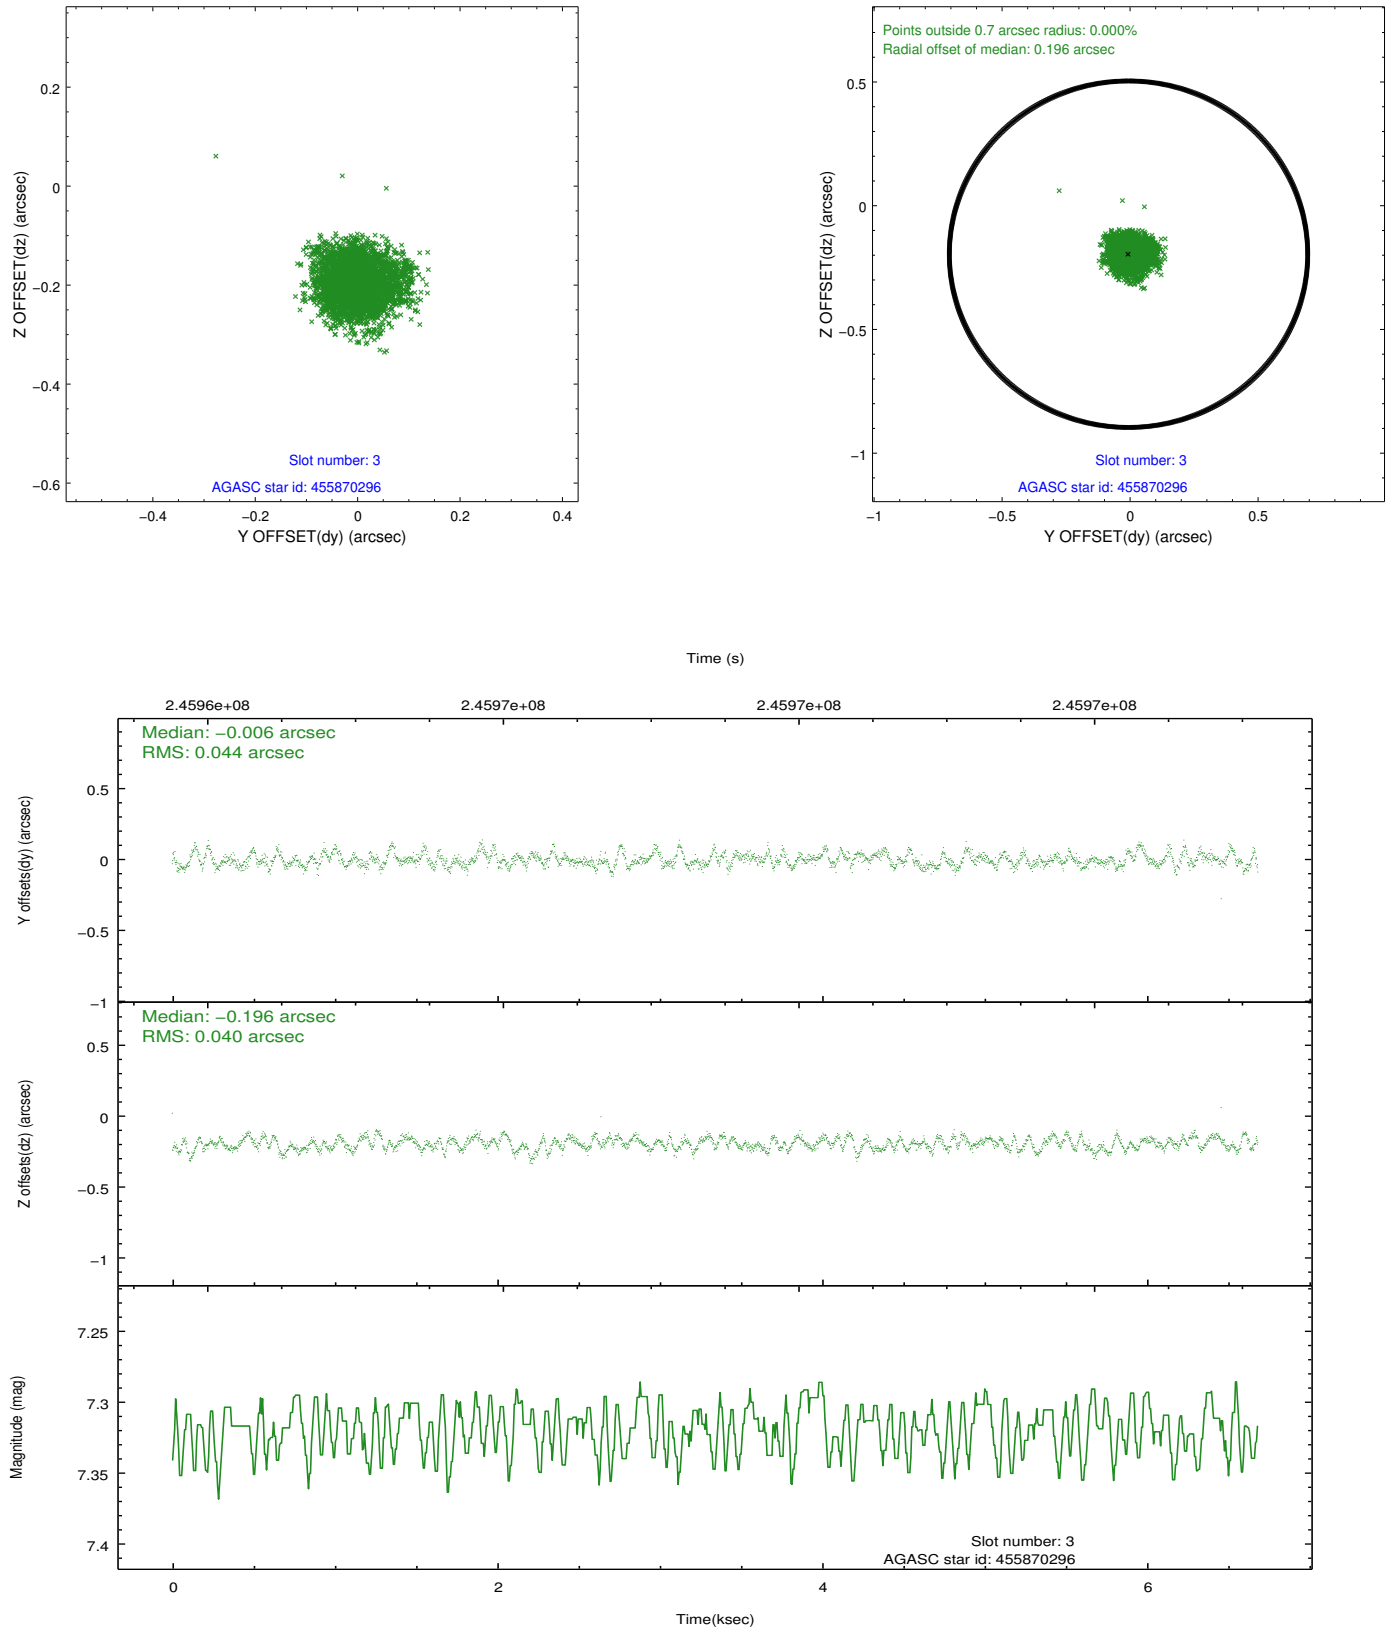 0.2
0
−0.2
−0.4
−0.6
Z OFFSET(dz) (arcsec)
−0.4
−0.2
0
0.2
0.4
Y OFFSET(dy) (arcsec)
Slot number: 3
AGASC star id: 455870296
Points outside 0.7 arcsec radius: 0.000%
Radial offset of median: 0.196 arcsec
0.5
0
−0.5
−1
Z OFFSET(dz) (arcsec)
Slot number: 3
AGASC star id: 455870296
−1
−0.5
0
0.5
Y OFFSET(dy) (arcsec)
Time (s)
2.4596e+08
2.4597e+08
2.4597e+08
2.4597e+08
Median: −0.006 arcsec
RMS: 0.044 arcsec
0.5
0
−0.5
−1
Y offsets(dy) (arcsec)
Median: −0.196 arcsec
RMS: 0.040 arcsec
0.5
0
−0.5
−1
Z offsets(dz) (arcsec)
7.25
7.3
7.35
7.4
Magnitude (mag)
Slot number: 3
AGASC star id: 455870296
0
2
4
6
Time(ksec)